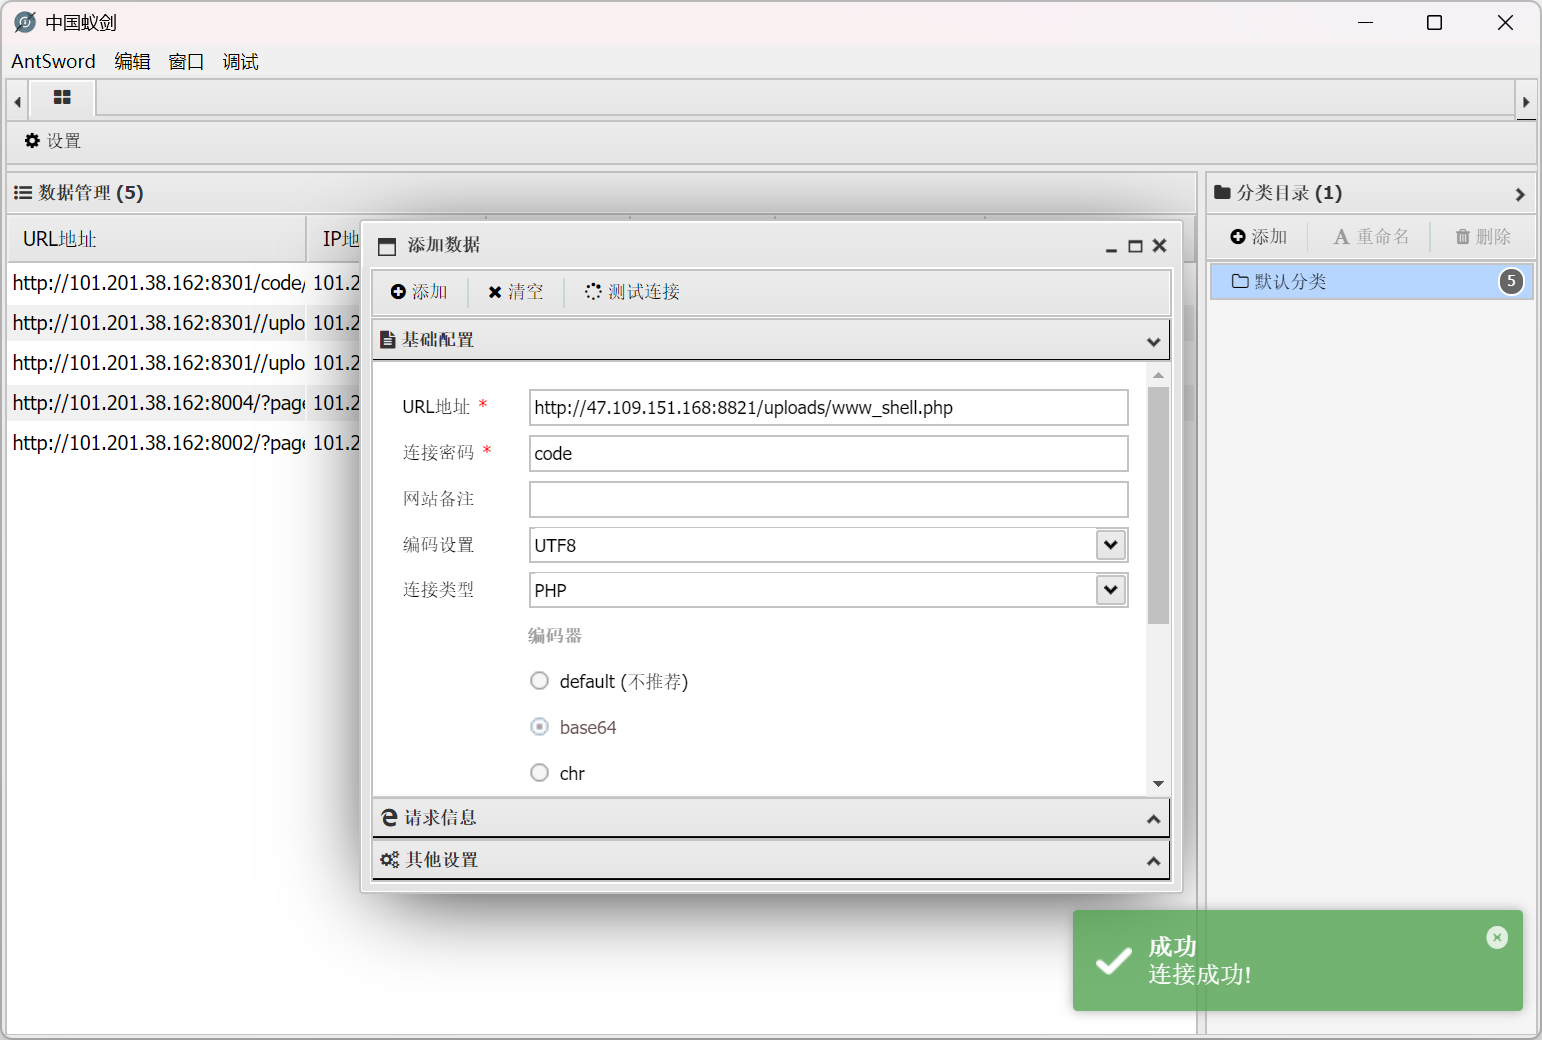 中国蚁剑
AntSword 编辑 窗口 调试
设置
数据管理 (5)
分类目录 (1)
URL地址 IP地
添加 重命名 删除
默认分类 5
http://101.201.38.162:8301/code/ 101.2
http://101.201.38.162:8301//uplo 101.2
http://101.201.38.162:8301//uplo 101.2
http://101.201.38.162:8004/?page 101.2
http://101.201.38.162:8002/?page 101.2
添加数据
添加 清空 测试连接
基础配置
URL地址 * http://47.109.151.168:8821/uploads/www_shell.php
连接密码 * code
网站备注
编码设置 UTF8
连接类型 PHP
编码器
default (不推荐)
base64
chr
请求信息
其他设置
成功
连接成功!